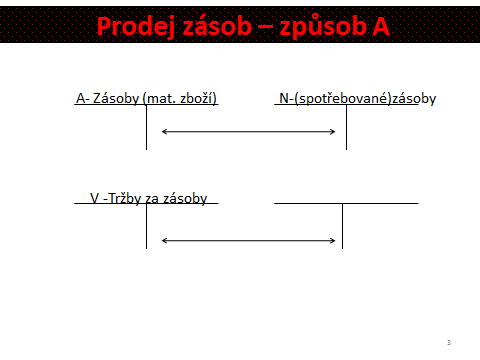 Prodej zásob – způsob A
A- Zásoby (mat. zboží)
N-(spotřebované)zásoby
V -Tržby za zásoby
3